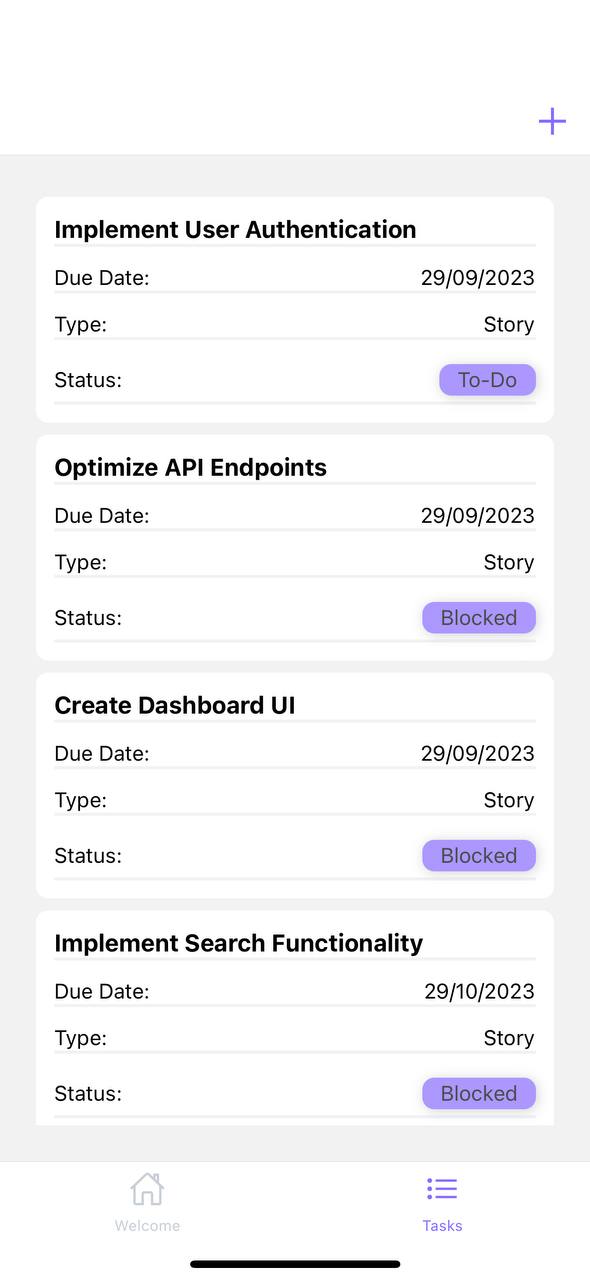 Implement User Authentication
Due Date: 29/09/2023
Type: Story
Status: To-Do
Optimize API Endpoints
Due Date: 29/09/2023
Type: Story
Status: Blocked
Create Dashboard UI
Due Date: 29/09/2023
Type: Story
Status: Blocked
Implement Search Functionality
Due Date: 29/10/2023
Type: Story
Status: Blocked
Welcome Tasks